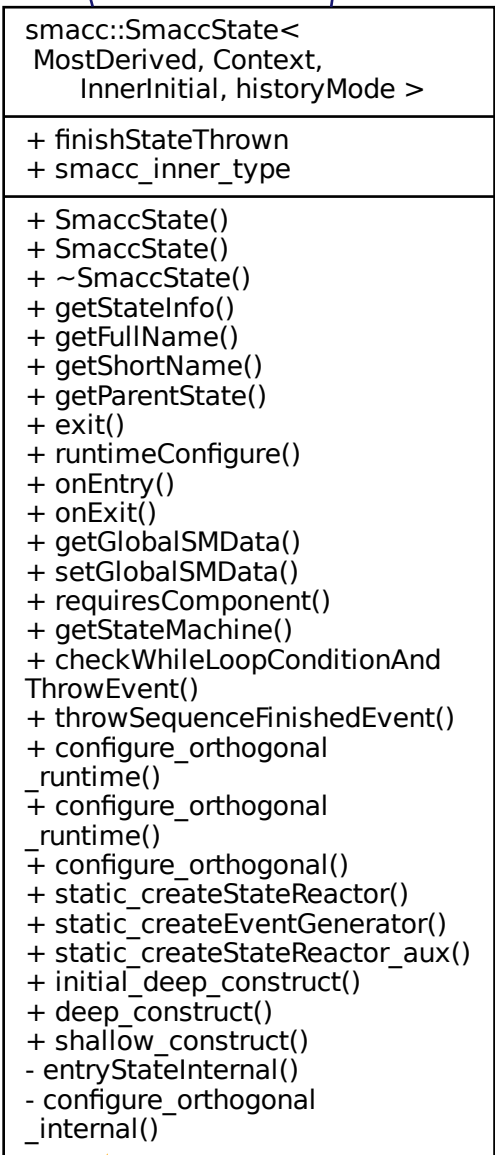 smacc::SmaccState<
MostDerived, Context,
InnerInitial, historyMode >
+ finishStateThrown
+ smacc_inner_type
+ SmaccState()
+ SmaccState()
+ ~SmaccState()
+ getStateInfo()
+ getFullName()
+ getShortName()
+ getParentState()
+ exit()
+ runtimeConfigure()
+ onEntry()
+ onExit()
+ getGlobalSMData()
+ setGlobalSMData()
+ requiresComponent()
+ getStateMachine()
+ checkWhileLoopConditionAnd
ThrowEvent()
+ throwSequenceFinishedEvent()
+ configure_orthogonal
_runtime()
+ configure_orthogonal
_runtime()
+ configure_orthogonal()
+ static_createStateReactor()
+ static_createEventGenerator()
+ static_createStateReactor_aux()
+ initial_deep_construct()
+ deep_construct()
+ shallow_construct()
- entryStateInternal()
- configure_orthogonal
_internal()